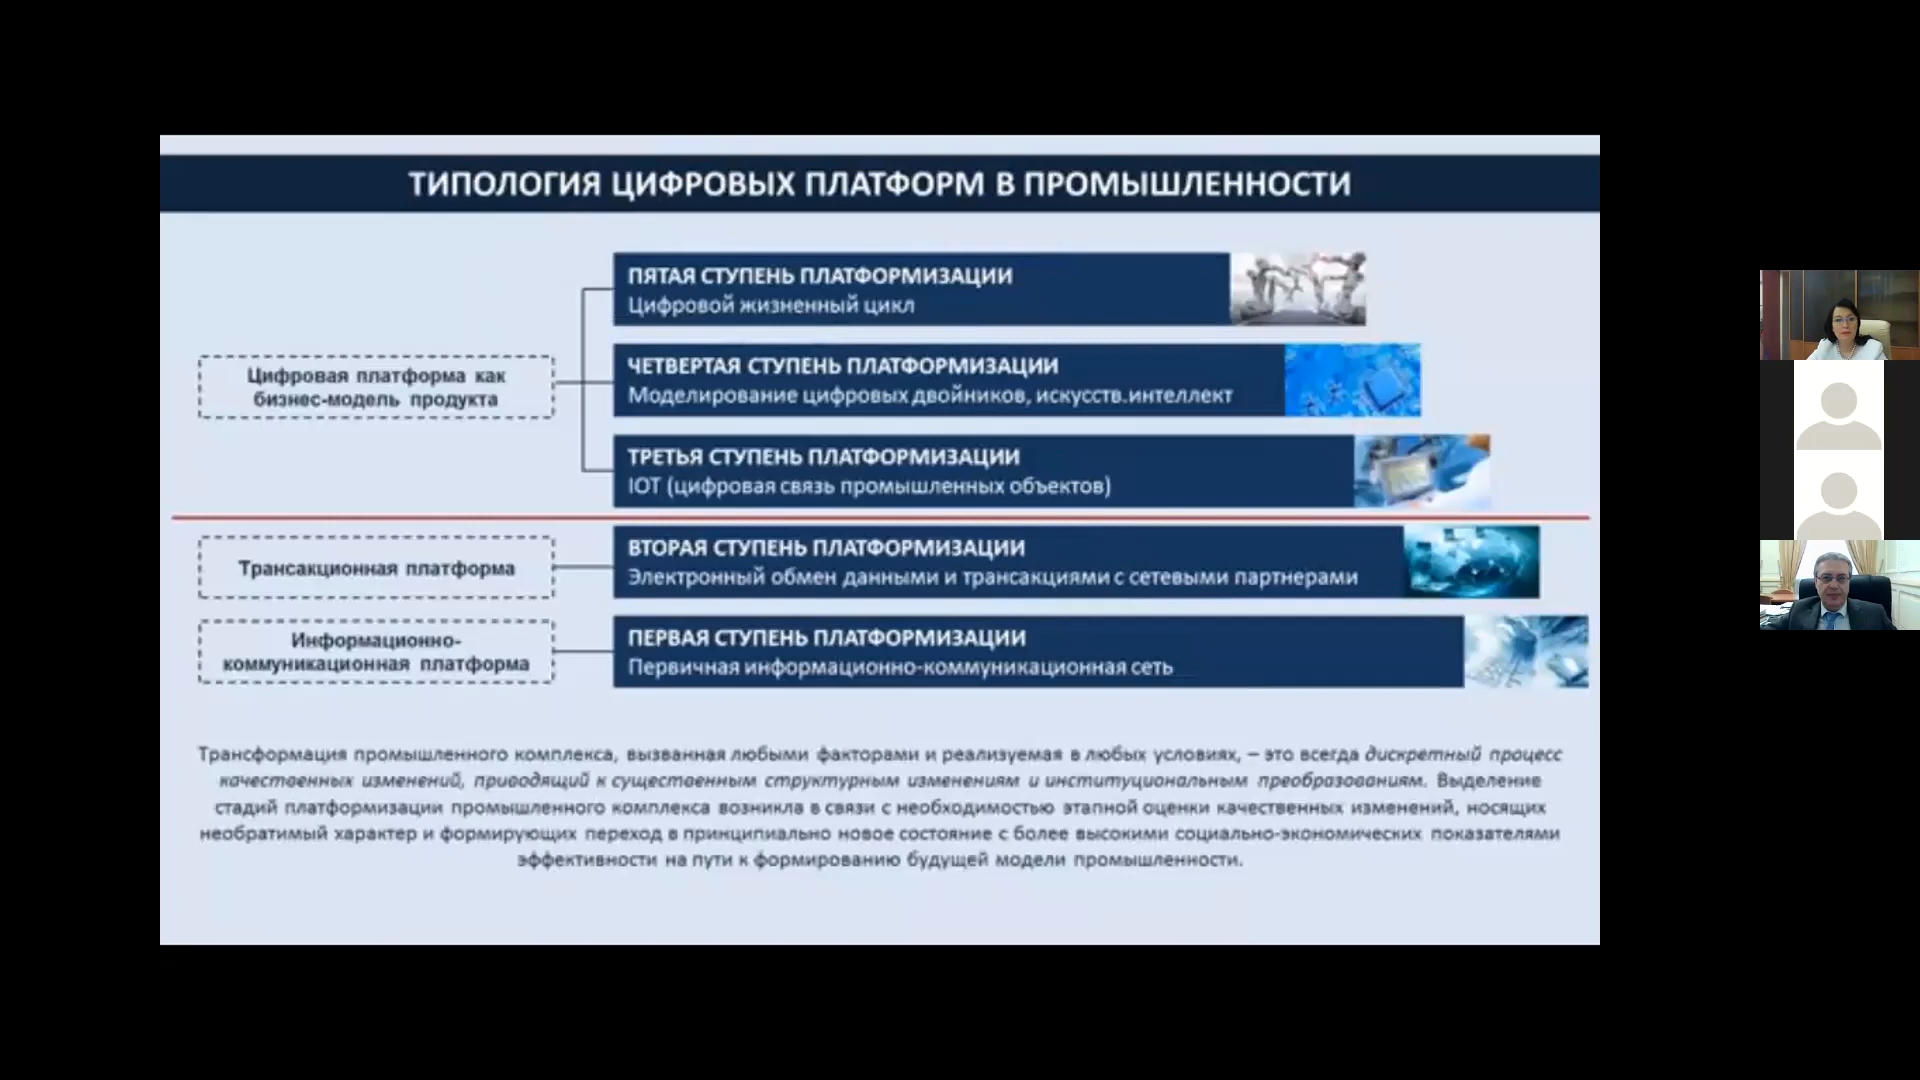 ТИПОЛОГИЯ ЦИФРОВЫХ ПЛАТФОРМ В ПРОМЫШЛЕННОСТИ
ПЯТАЯ СТУПЕНЬ ПЛАТФОРМИЗАЦИИ
Цифровой жизненный цикл
Цифровая платформа как
бизнес-модель продукта
ЧЕТВЕРТАЯ СТУПЕНЬ ПЛАТФОРМИЗАЦИИ
Моделирование цифровых двойников, искусств.интеллект
ТРЕТЬЯ СТУПЕНЬ ПЛАТФОРМИЗАЦИИ
IOT (цифровая связь промышленных объектов)
Трансакционная платформа
ВТОРАЯ СТУПЕНЬ ПЛАТФОРМИЗАЦИИ
Электронный обмен данными и трансакциями с сетевыми партнерами
Информационно-
коммуникационная платформа
ПЕРВАЯ СТУПЕНЬ ПЛАТФОРМИЗАЦИИ
Первичная информационно-коммуникационная сеть
Трансформация промышленного комплекса, вызванная любыми факторами и реализуемая в любых условиях, – это всегда дискретный процесс
качественных изменений, приводящий к существенным структурным изменениям и институциональным преобразованиям. Выделение
стадий платформизации промышленного комплекса возникла в связи с необходимостью этапной оценки качественных изменений, носящих
необратимый характер и формирующих переход в принципиально новое состояние с более высокими социально-экономических показателями
эффективности на пути к формированию будущей модели промышленности.